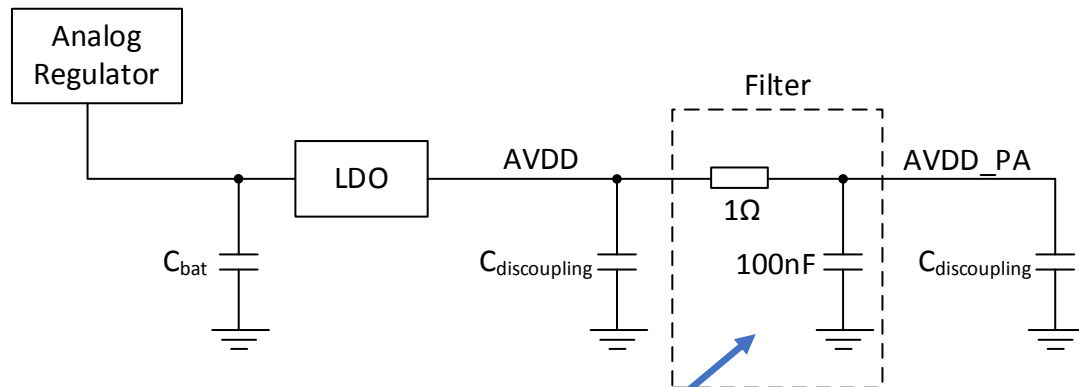 Analog
Regulator
Filter
LDO
AVDD
AVDD_PA
1Ω
C_bat
C_discoupling
100nF
C_discoupling